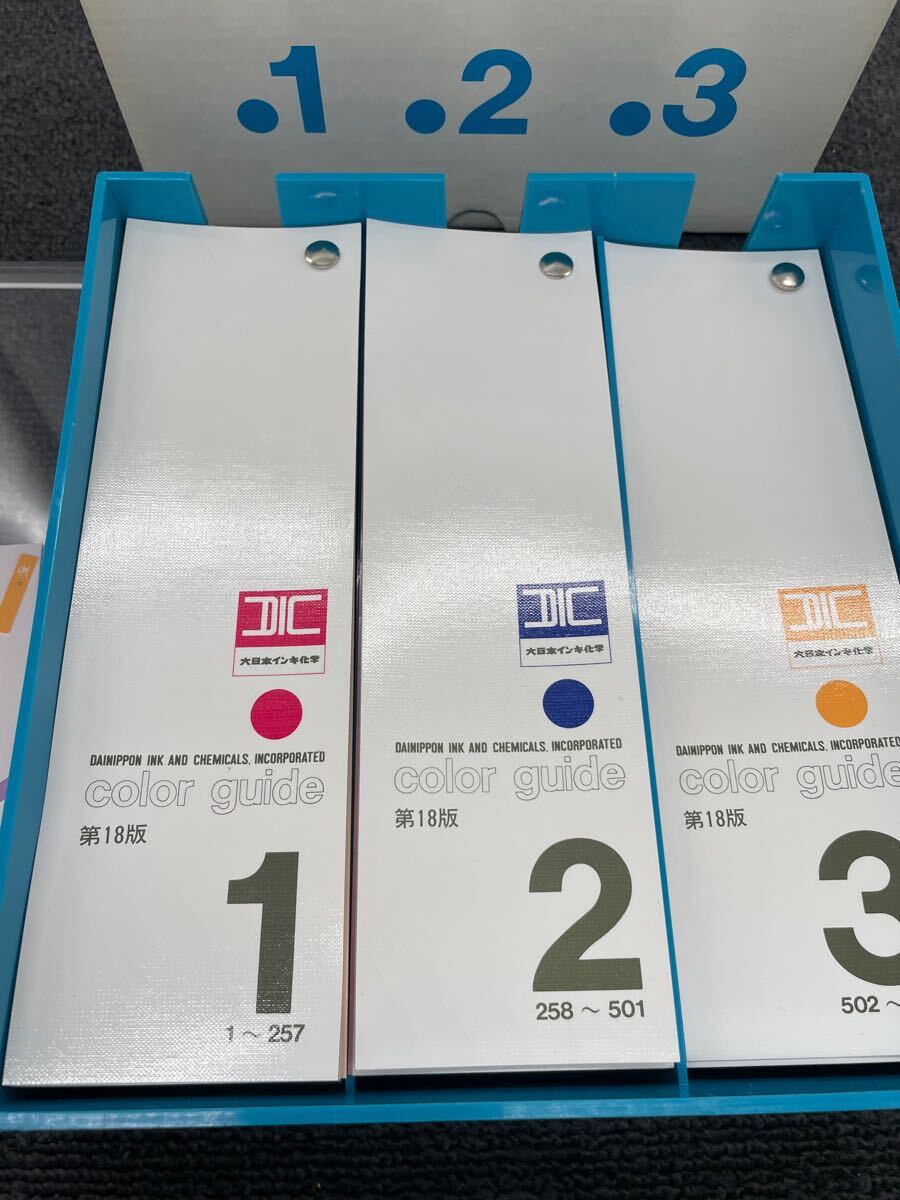 .1 .2 .3
DIC
大日本インキ化学
DAINIPPON INK AND CHEMICALS, INCORPORATED
color guide
第18版
1
1～257
DIC
大日本インキ化学
DAINIPPON INK AND CHEMICALS, INCORPORATED
color guide
第18版
2
258～501
DIC
大日本インキ化学
DAINIPPON INK AND CHEMICALS, INCORPORATED
color guide
第18版
3
502～